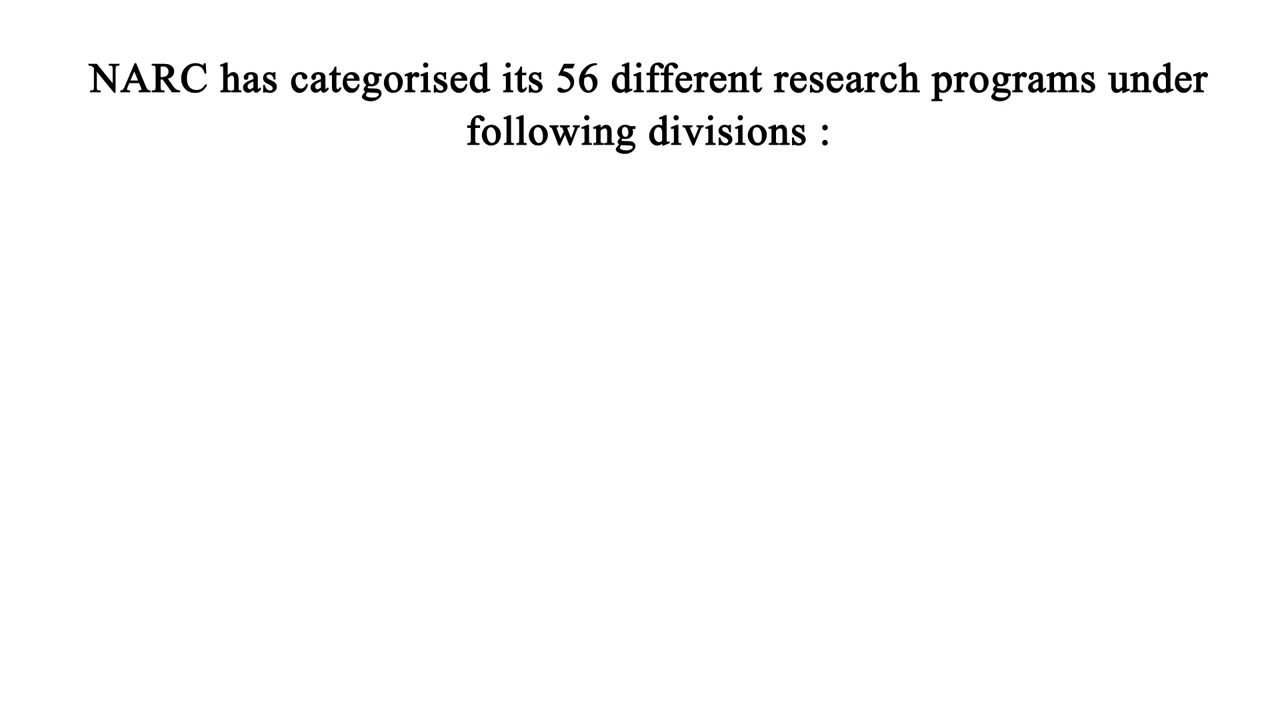 NARC has categorised its 56 different research programs under
following divisions :